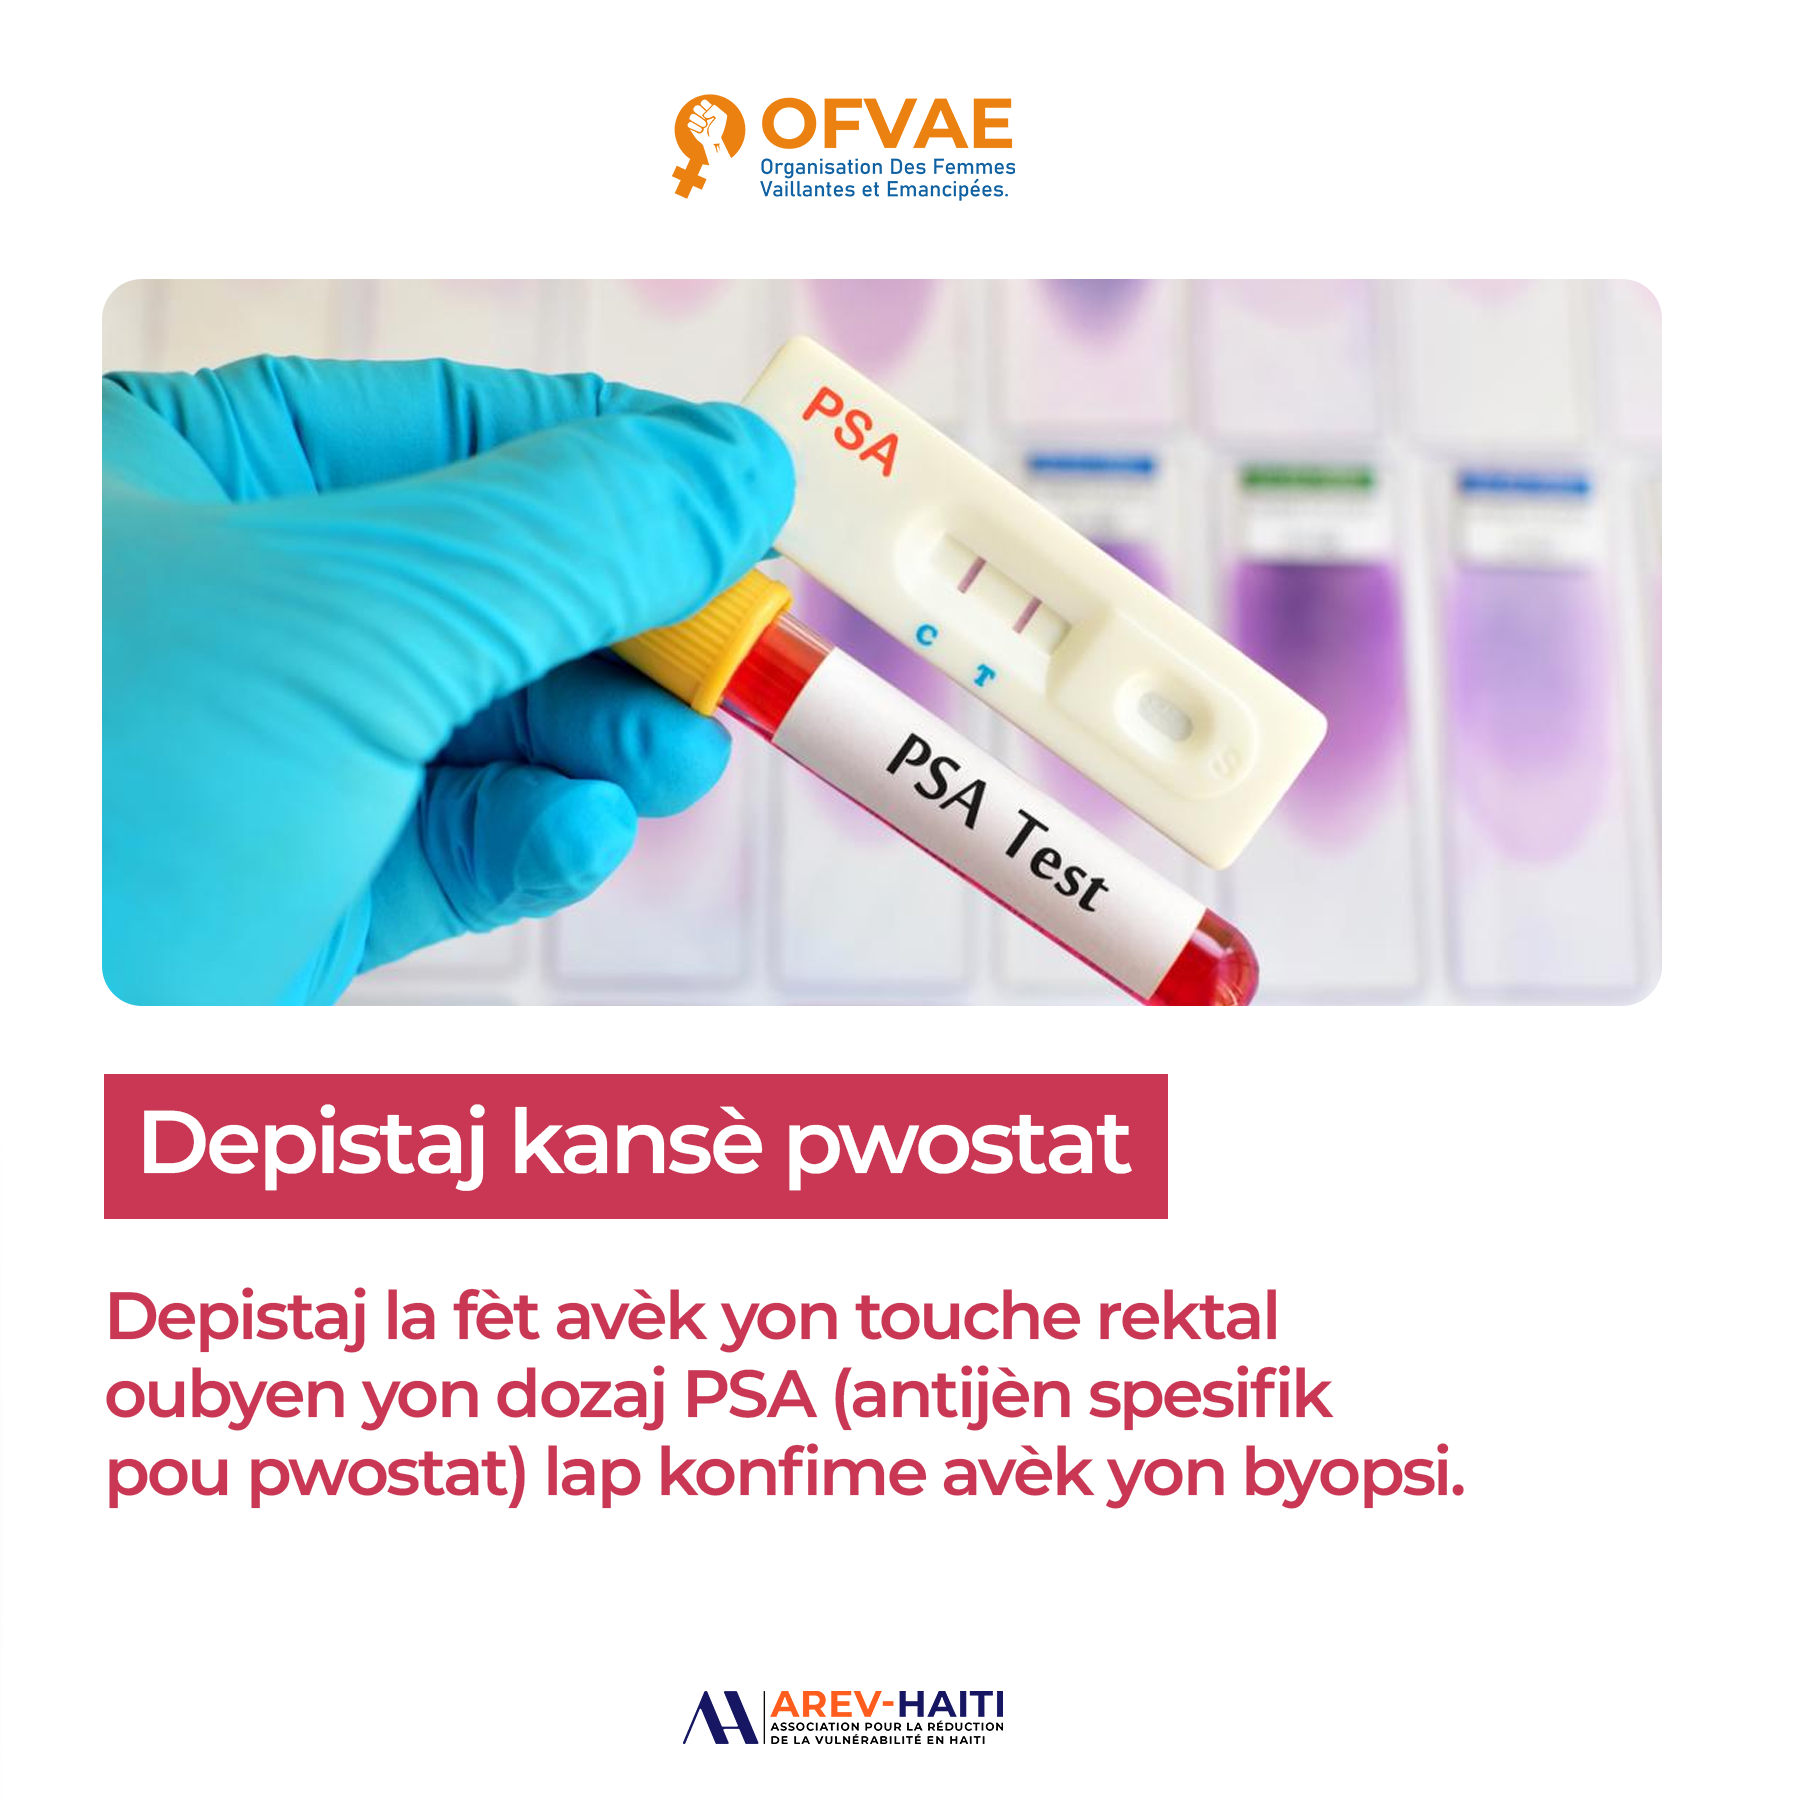 OFVAE
Organisation Des Femmes
Vaillantes et Emancipées.
PSA
C
T
S
PSA Test
Depistaj kansè pwostat
Depistaj la fèt avèk yon touche rektal
oubyen yon dozaj PSA (antijèn spesifik
pou pwostat) lap konfime avèk yon byopsi.
AREV-HAITI
ASSOCIATION POUR LA RÉDUCTION
DE LA VULNÉRABILITÉ EN HAITI